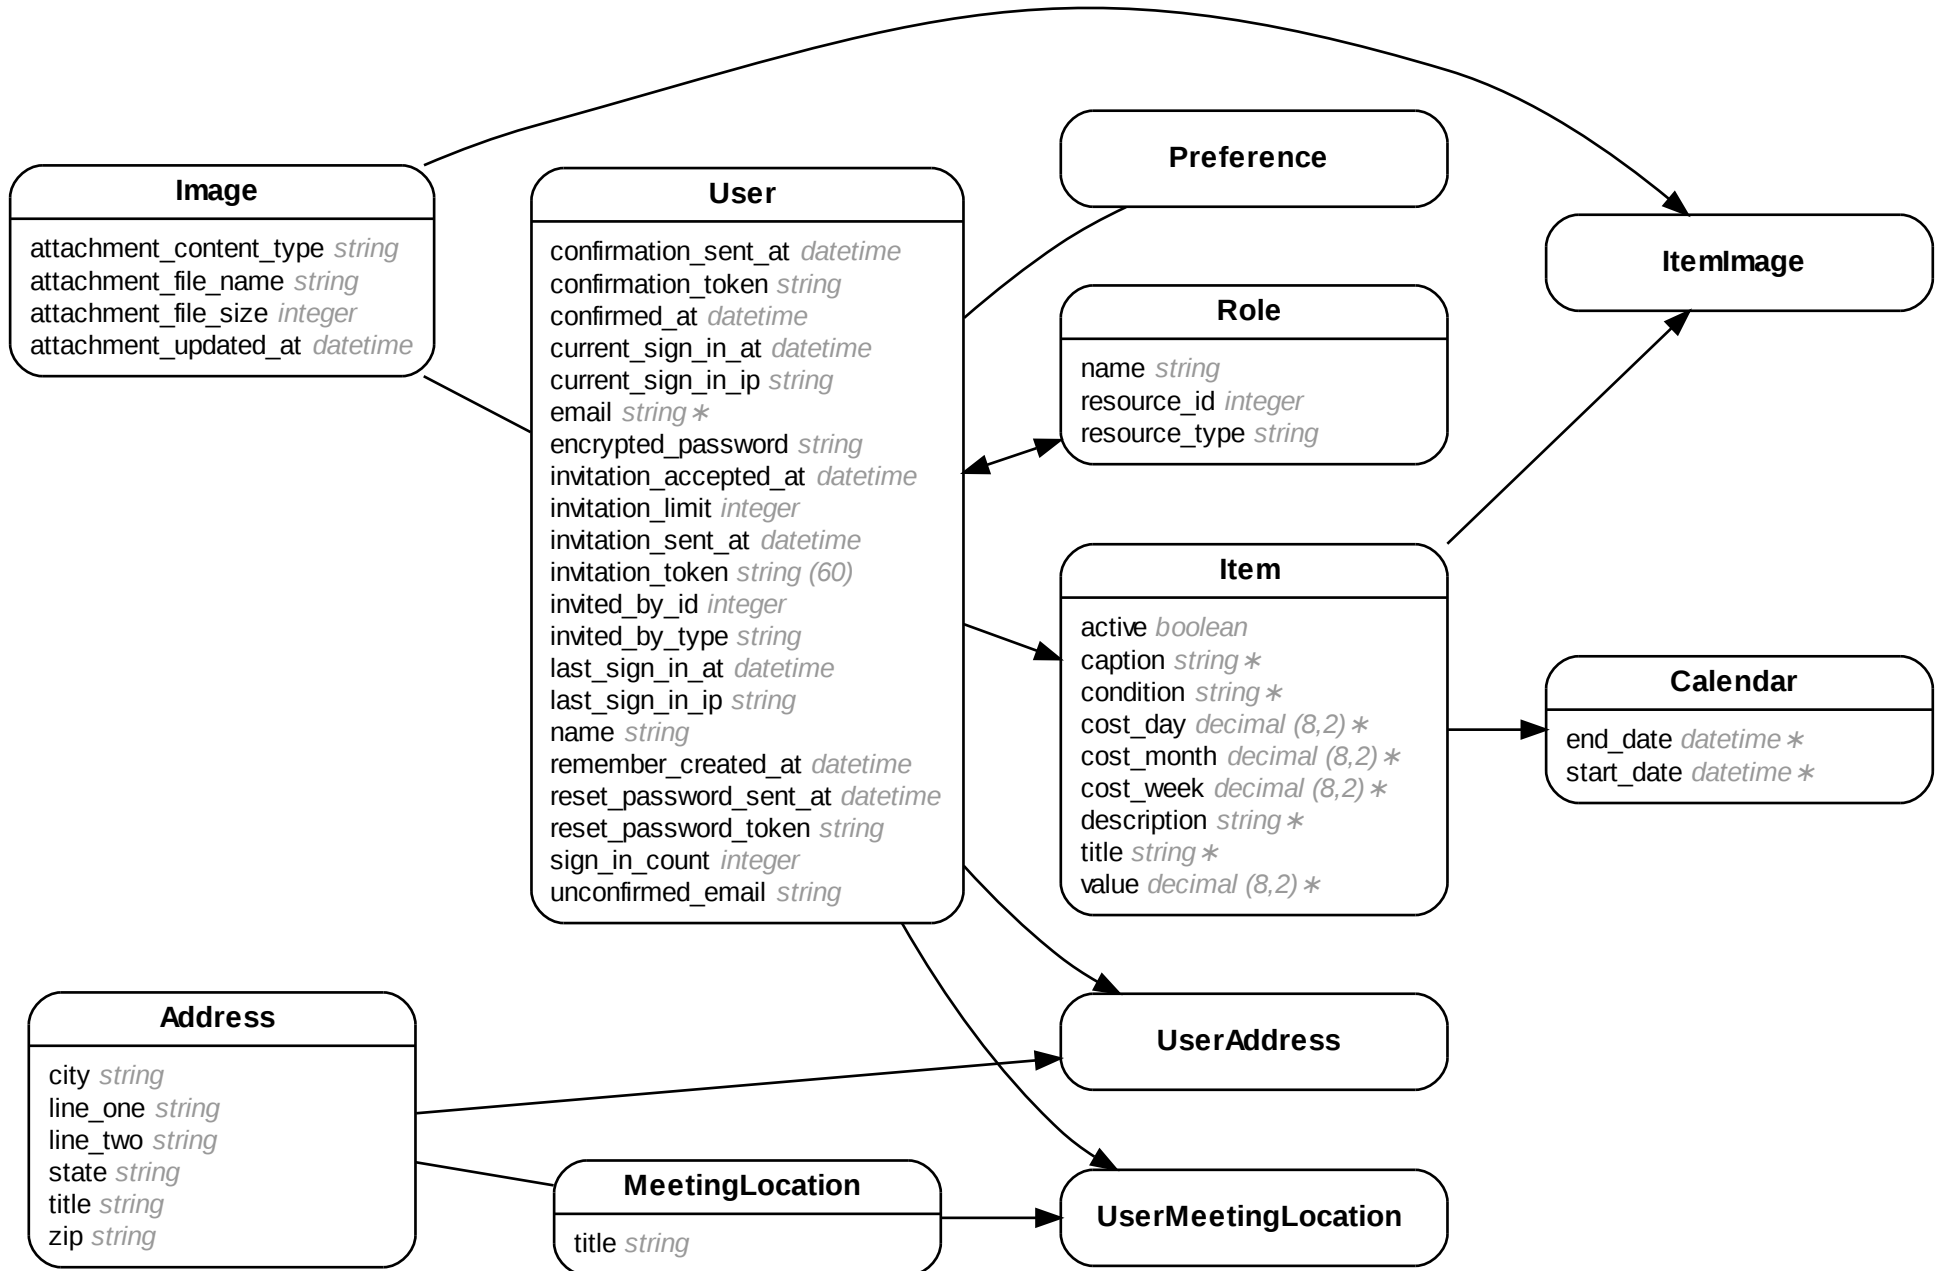 Image
attachment_content_type string
attachment_file_name string
attachment_file_size integer
attachment_updated_at datetime
User
confirmation_sent_at datetime
confirmation_token string
confirmed_at datetime
current_sign_in_at datetime
current_sign_in_ip string
email string ∗
encrypted_password string
invitation_accepted_at datetime
invitation_limit integer
invitation_sent_at datetime
invitation_token string (60)
invited_by_id integer
invited_by_type string
last_sign_in_at datetime
last_sign_in_ip string
name string
remember_created_at datetime
reset_password_sent_at datetime
reset_password_token string
sign_in_count integer
unconfirmed_email string
Preference
Role
name string
resource_id integer
resource_type string
ItemImage
Item
active boolean
caption string ∗
condition string ∗
cost_day decimal (8,2) ∗
cost_month decimal (8,2) ∗
cost_week decimal (8,2) ∗
description string ∗
title string ∗
value decimal (8,2) ∗
Calendar
end_date datetime ∗
start_date datetime ∗
Address
city string
line_one string
line_two string
state string
title string
zip string
UserAddress
MeetingLocation
title string
UserMeetingLocation